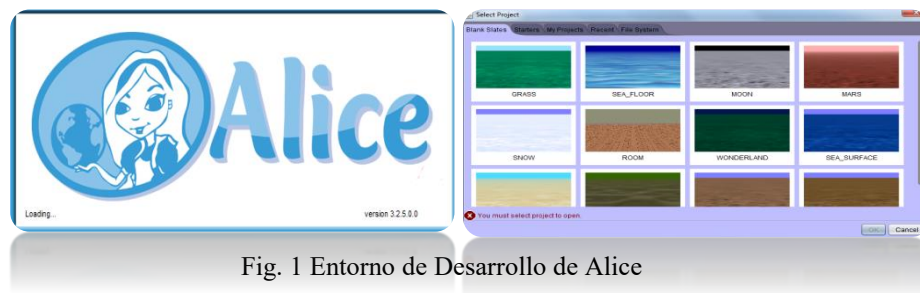 Alice
Loading...
version 3.2.5.0.0
Select Project
Blank Slates Starters My Projects Recent File System
GRASS SEA_FLOOR MOON MARS
SNOW ROOM WONDERLAND SEA_SURFACE
You must select project to open.
OK Cancel
Fig. 1 Entorno de Desarrollo de Alice